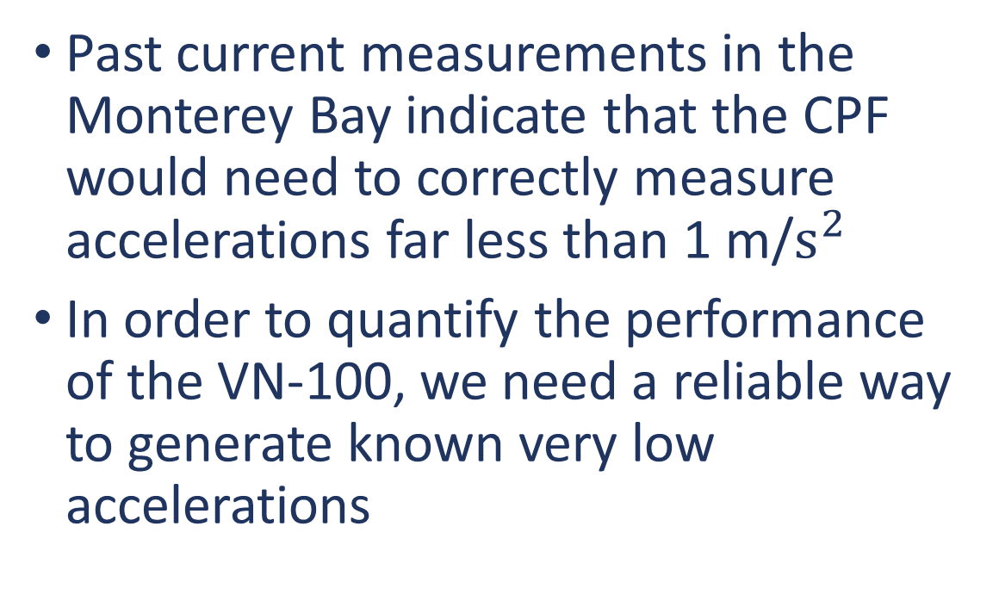 • Past current measurements in the
Monterey Bay indicate that the CPF
would need to correctly measure
accelerations far less than 1 m/s²
• In order to quantify the performance
of the VN-100, we need a reliable way
to generate known very low
accelerations